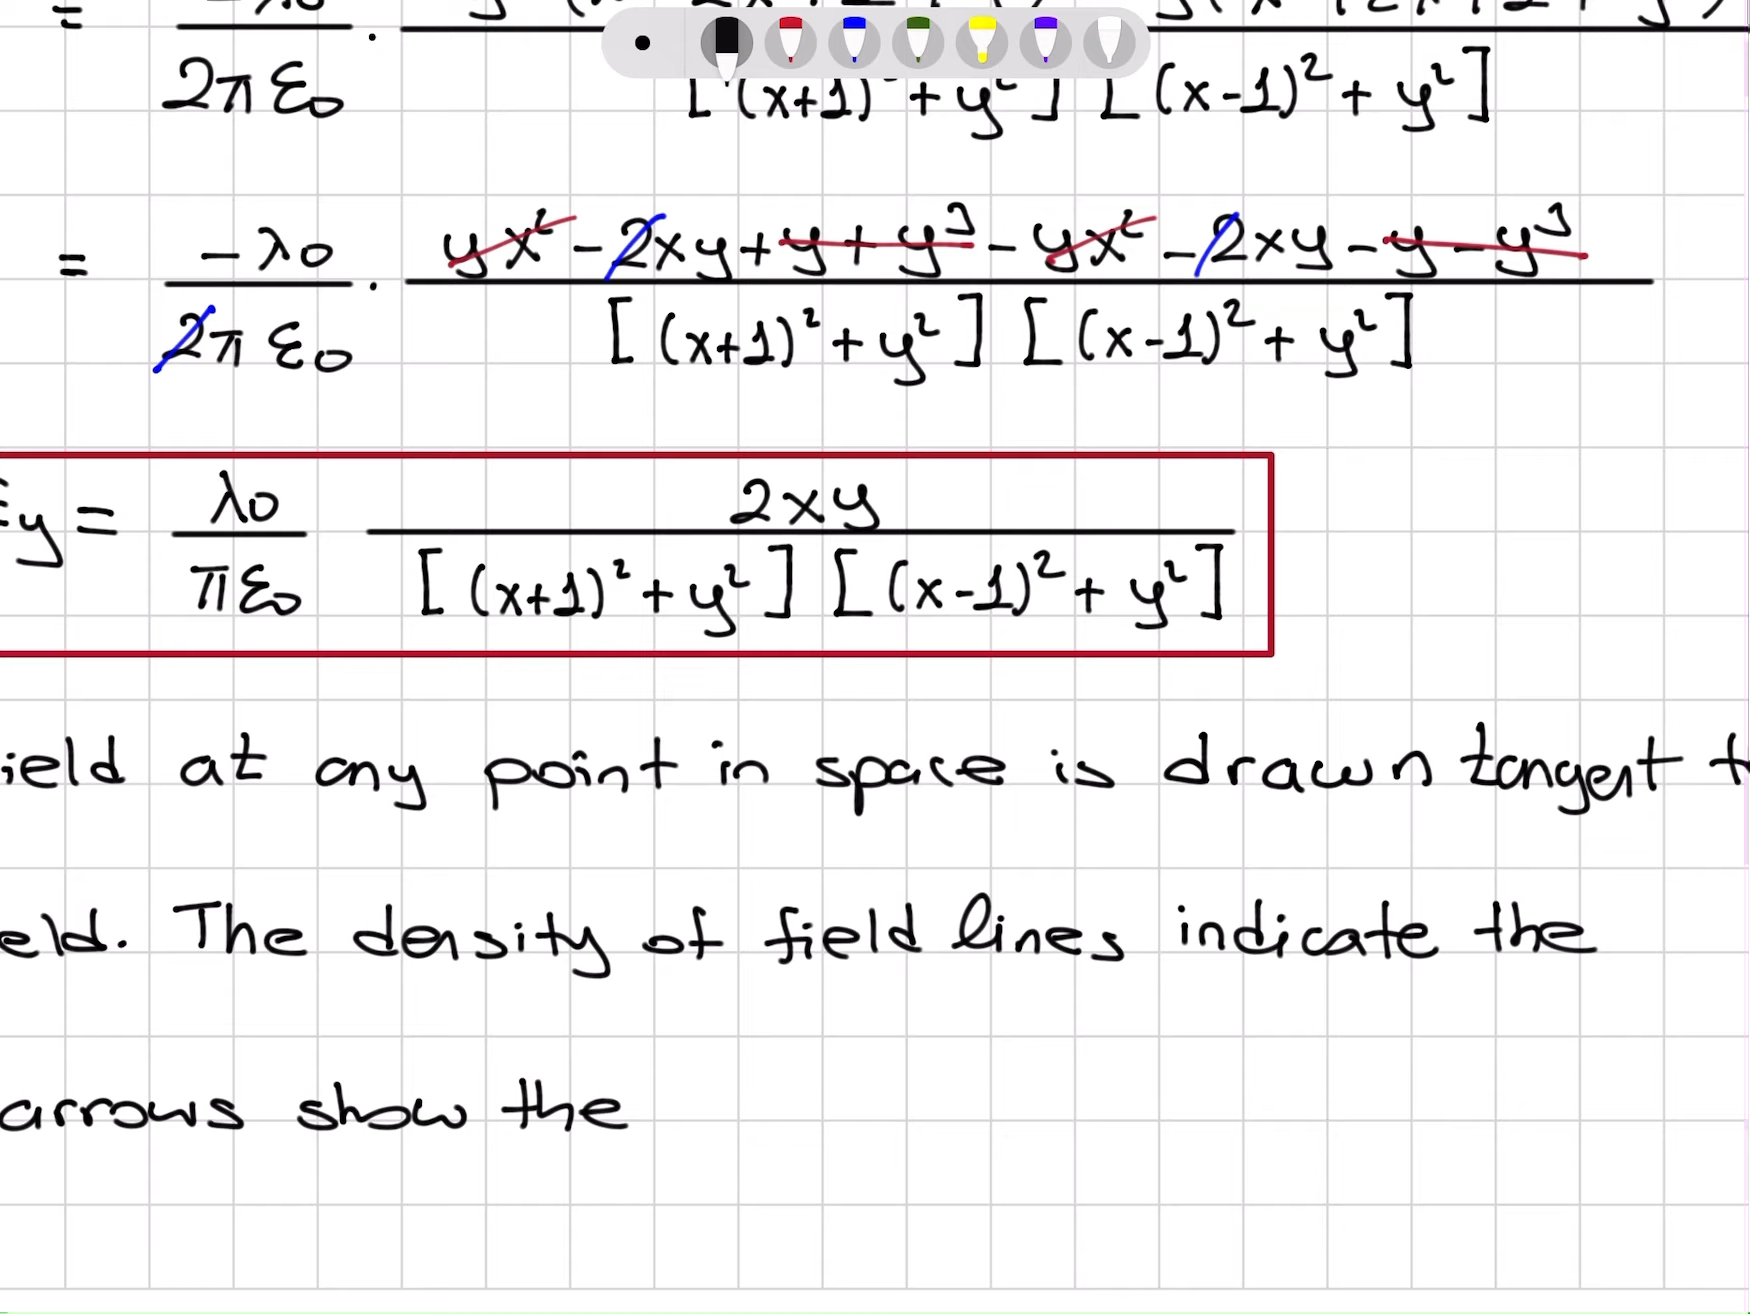 2πε0 [(x+1)² + y²] [(x-1)² + y²]
= -λ0 / 2πε0 · yx² - 2xy + y + y³ - yx² - 2xy - y - y³ / [(x+1)² + y²] [(x-1)² + y²]
Ey = λ0 / πε0 2xy / [(x+1)² + y²] [(x-1)² + y²]
ield at any point in space is drawn tangent t
eld. The density of field lines indicate the
arrows show the